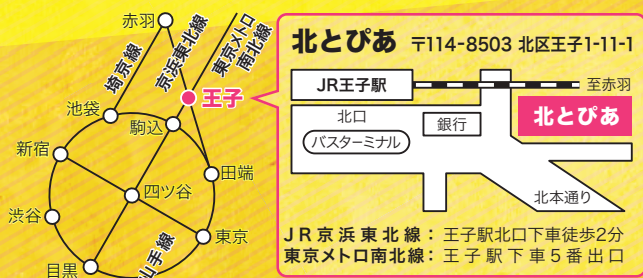 赤羽
埼京線
京浜東北線
東京メトロ
南北線
王子
池袋
駒込
新宿
田端
四ツ谷
渋谷
東京
目黒
山手線
北とぴあ 〒114-8503 北区王子1-11-1
JR王子駅
至赤羽
北口
銀行
北とぴあ
バスターミナル
北本通り
JR京浜東北線：王子駅北口下車徒歩2分
東京メトロ南北線：王子駅下車5番出口